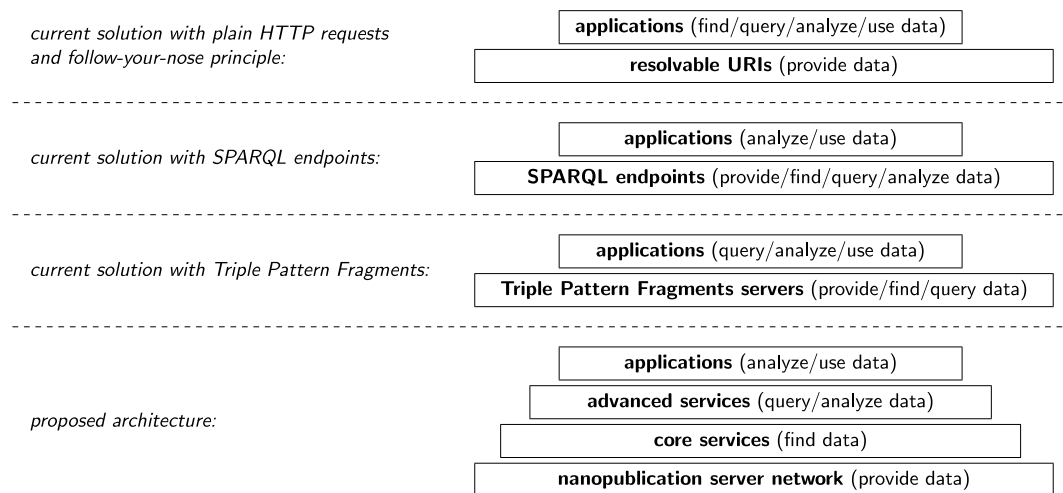 current solution with plain HTTP requests
and follow-your-nose principle:
applications (find/query/analyze/use data)
resolvable URIs (provide data)
current solution with SPARQL endpoints:
applications (analyze/use data)
SPARQL endpoints (provide/find/query/analyze data)
current solution with Triple Pattern Fragments:
applications (query/analyze/use data)
Triple Pattern Fragments servers (provide/find/query data)
proposed architecture:
applications (analyze/use data)
advanced services (query/analyze data)
core services (find data)
nanopublication server network (provide data)